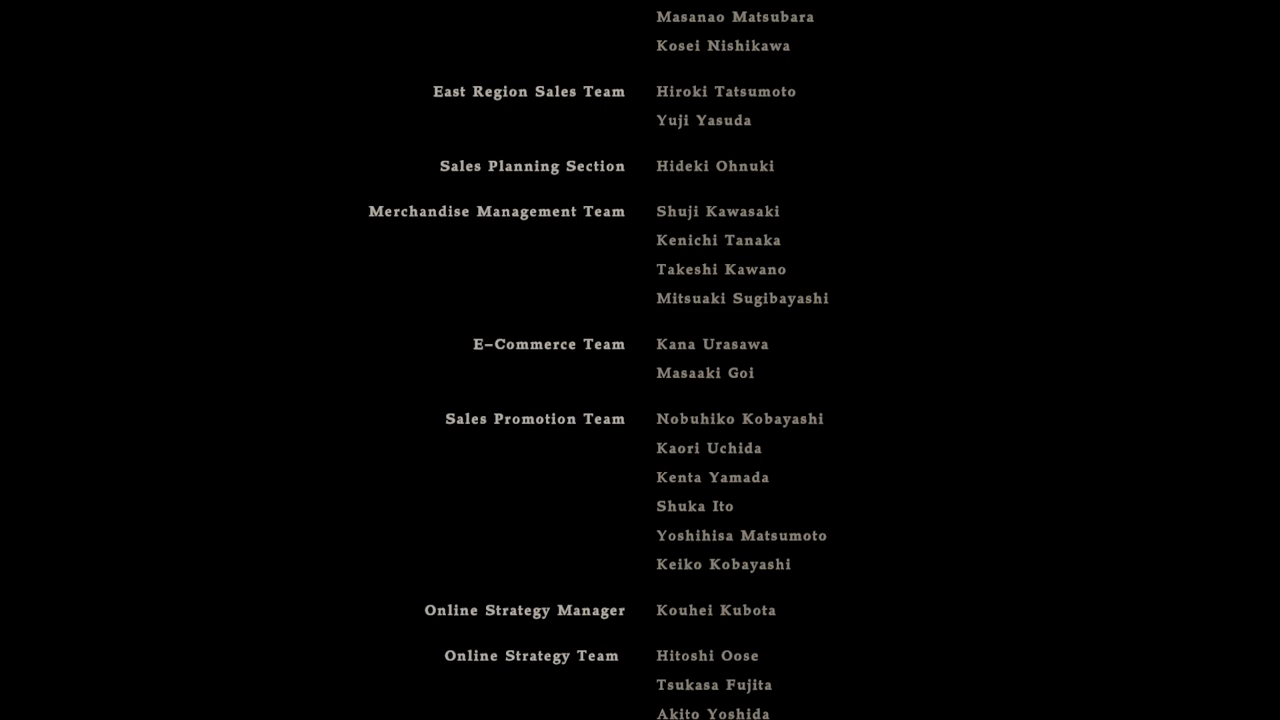 Masanao Matsubara
Kosei Nishikawa
East Region Sales Team Hiroki Tatsumoto
Yuji Yasuda
Sales Planning Section Hideki Ohnuki
Merchandise Management Team Shuji Kawasaki
Kenichi Tanaka
Takeshi Kawano
Mitsuaki Sugibayashi
E-Commerce Team Kana Urasawa
Masaaki Goi
Sales Promotion Team Nobuhiko Kobayashi
Kaori Uchida
Kenta Yamada
Shuka Ito
Yoshihisa Matsumoto
Keiko Kobayashi
Online Strategy Manager Kouhei Kubota
Online Strategy Team Hitoshi Oose
Tsukasa Fujita
Akito Yoshida